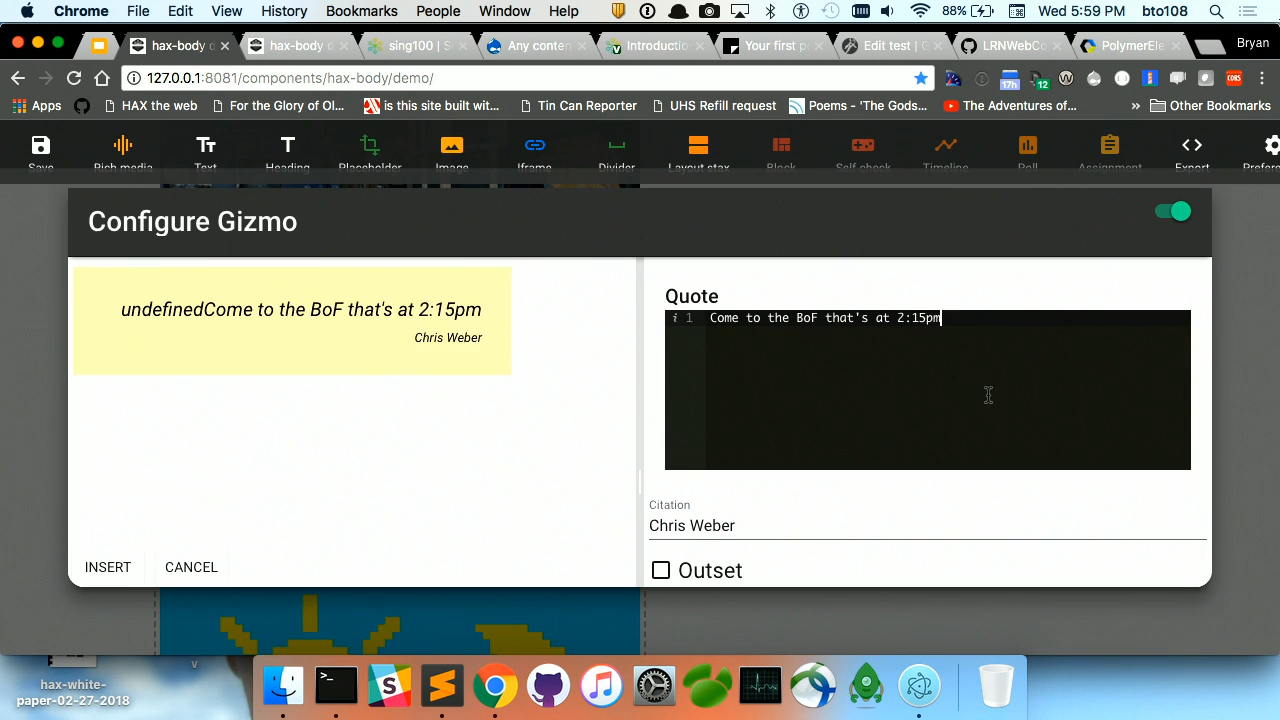 Chrome File Edit View History Bookmarks People Window Help 88% Wed 5:59 PM bto108
hax-body d hax-body d sing100 | S Any conten Introductio Your first p Edit test | G LRNWebCo PolymerEle Bryan
127.0.0.1:8081/components/hax-body/demo/ 17h 12 CORS
Apps HAX the web For the Glory of Ol... is this site built wit... Tin Can Reporter UHS Refill request Poems - 'The Gods... The Adventures of... » Other Bookmarks
Save Rich media Text Heading Placeholder Image Iframe Divider Layout stax Block Self check Timeline Poll Assignment Export Prefere
Configure Gizmo
undefinedCome to the BoF that's at 2:15pm
Chris Weber
Quote
i 1 Come to the BoF that's at 2:15pm
Citation
Chris Weber
Outset
INSERT CANCEL
hax-white-
paper-02-27-2018